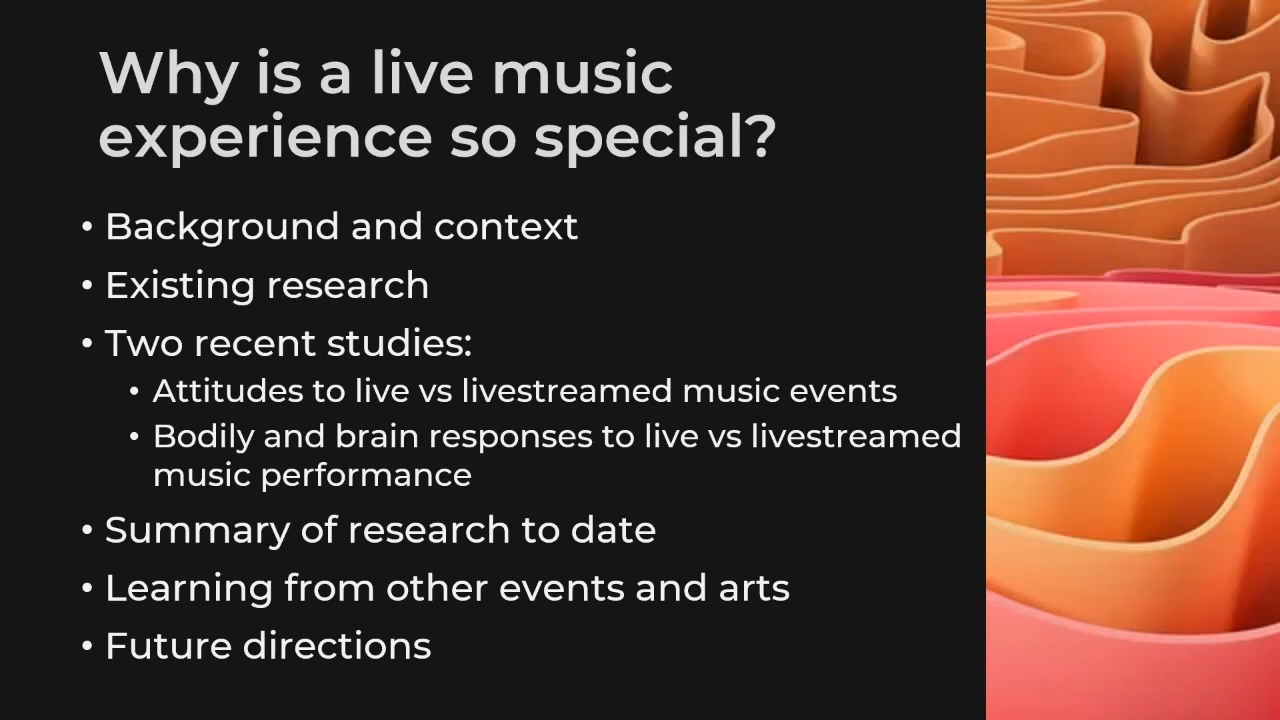 Why is a live music
experience so special?
• Background and context
• Existing research
• Two recent studies:
• Attitudes to live vs livestreamed music events
• Bodily and brain responses to live vs livestreamed
music performance
• Summary of research to date
• Learning from other events and arts
• Future directions